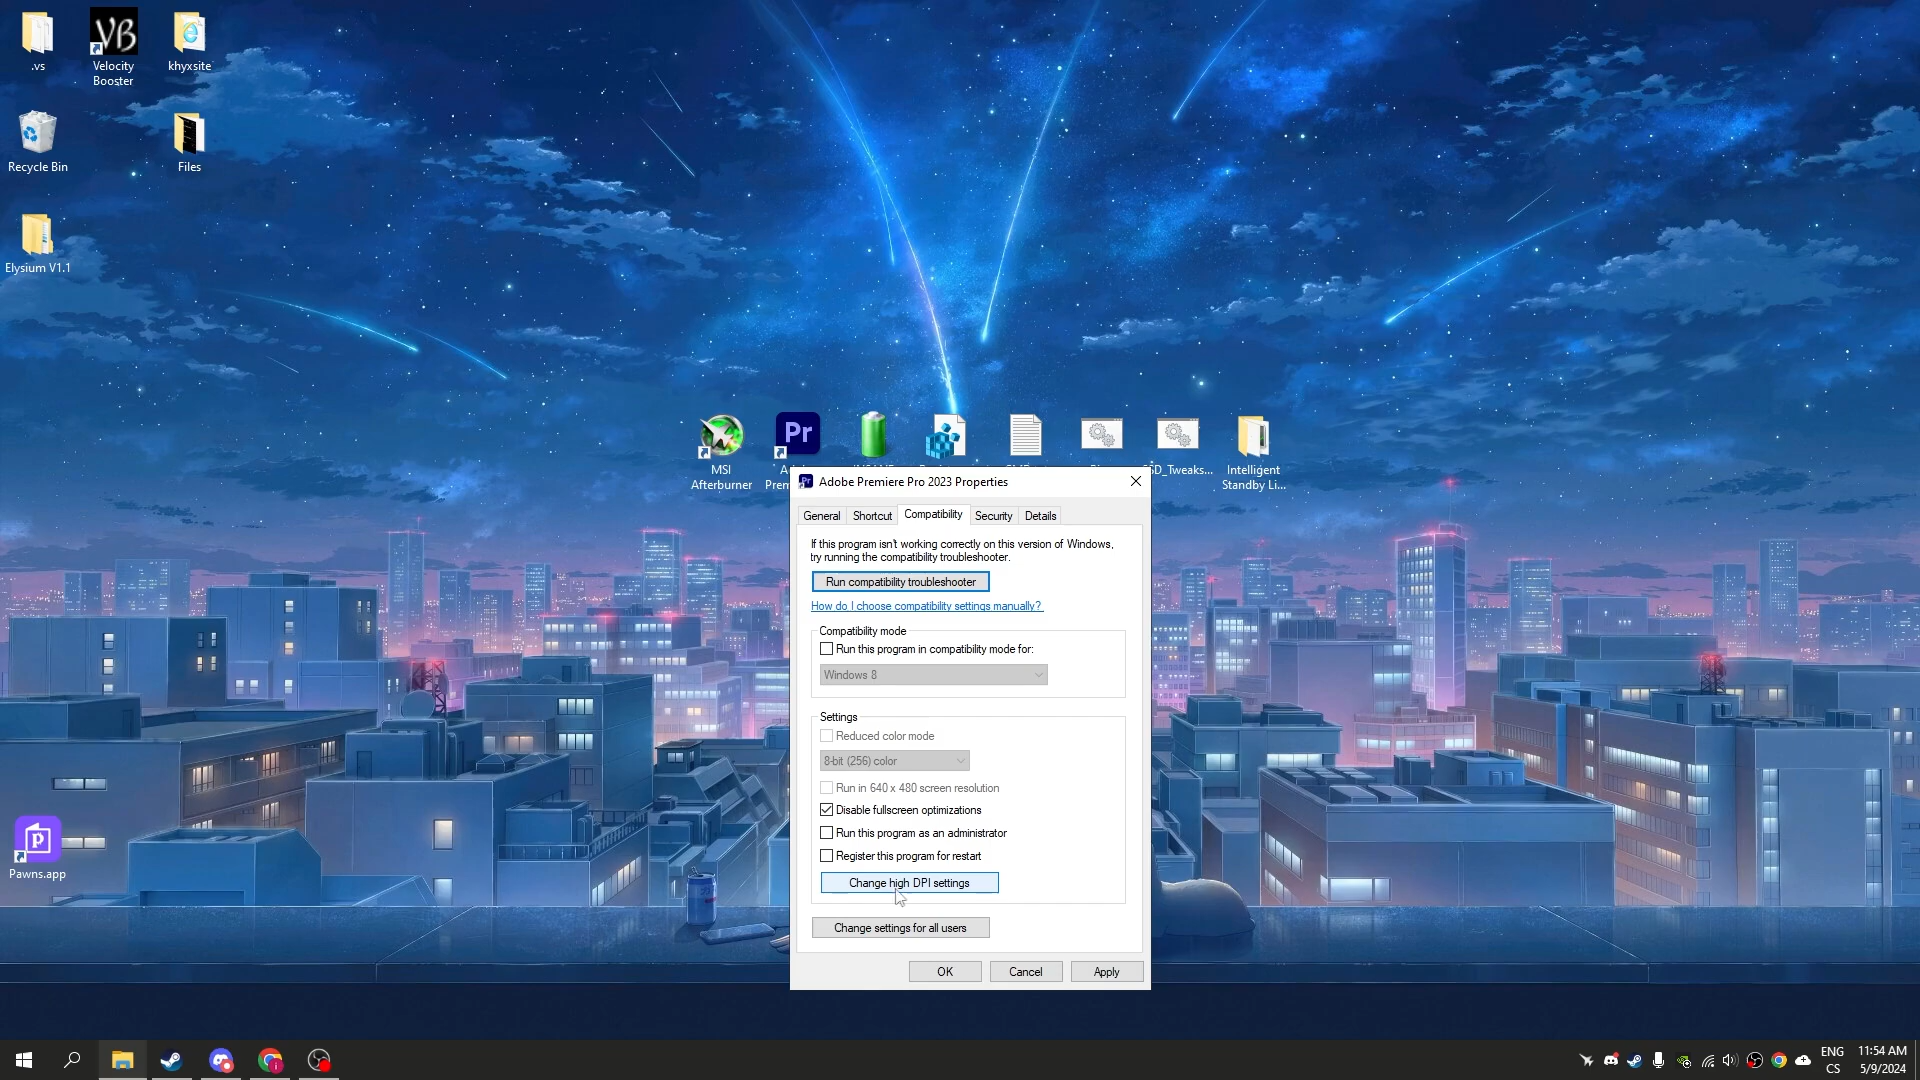 .vs
Velocity
Booster
khyxsite
Recycle Bin
Files
Elysium V1.1
Pawns.app
MSI
Afterburner
Pr
SD_Tweaks...
Intelligent
Standby Li...
Adobe Premiere Pro 2023 Properties
General
Shortcut
Compatibility
Security
Details
If this program isn't working correctly on this version of Windows,
try running the compatibility troubleshooter.
Run compatibility troubleshooter
How do I choose compatibility settings manually?
Compatibility mode
Run this program in compatibility mode for:
Windows 8
Settings
Reduced color mode
8-bit (256) color
Run in 640 x 480 screen resolution
Disable fullscreen optimizations
Run this program as an administrator
Register this program for restart
Change high DPI settings
Change settings for all users
OK
Cancel
Apply
ENG
CS
11:54 AM
5/9/2024